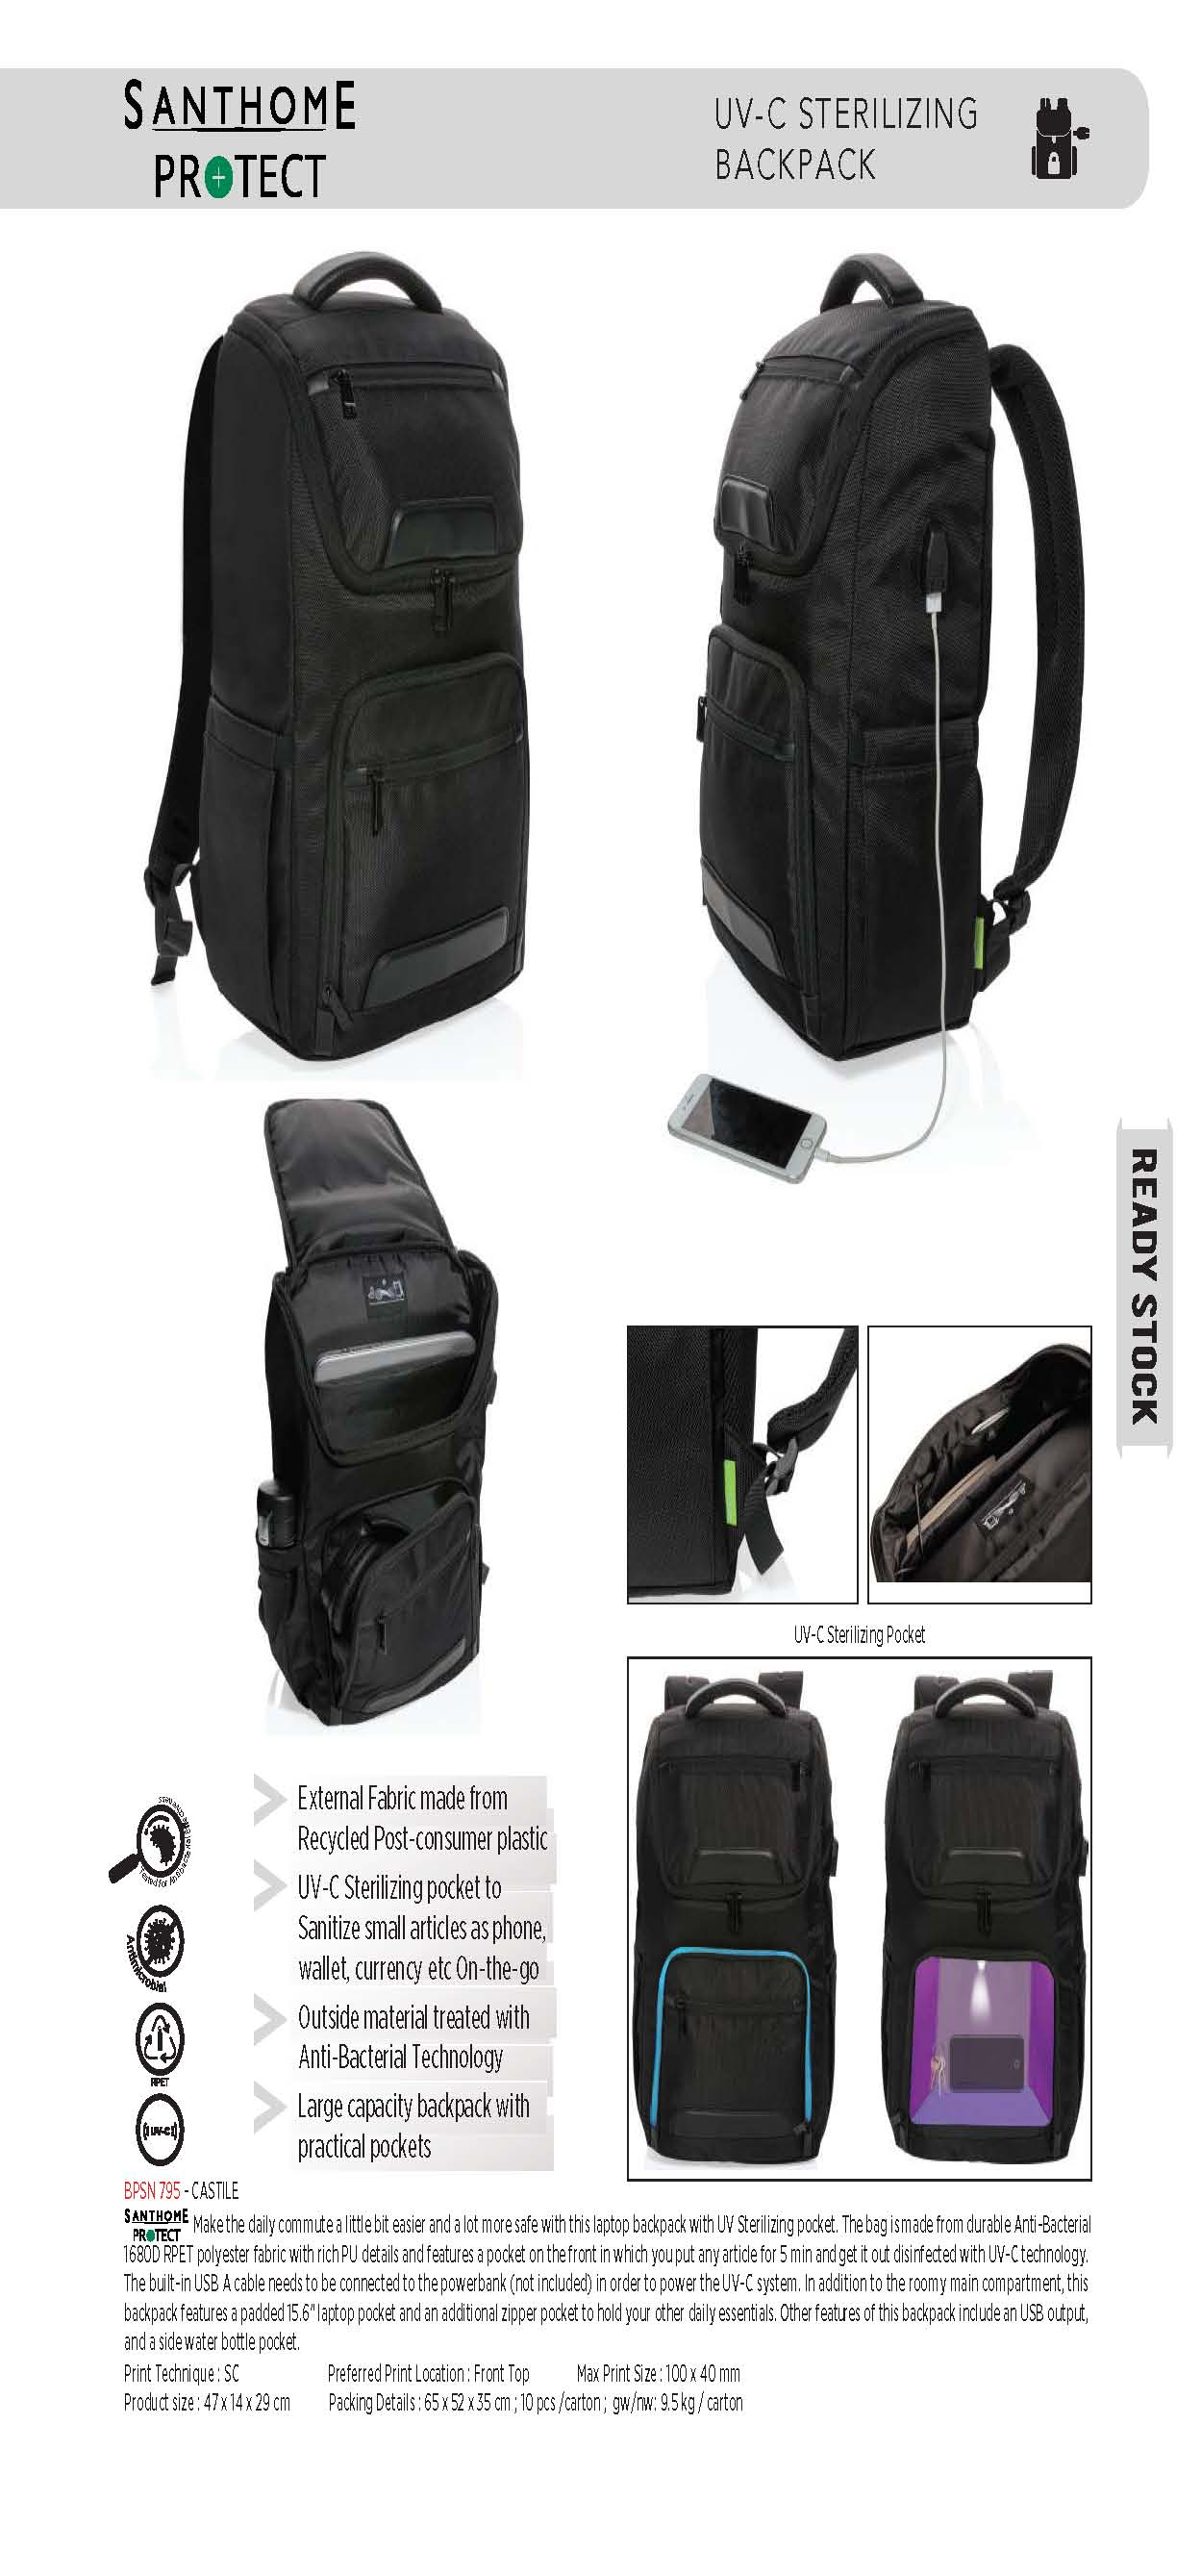 SANTHOME
PROTECT
UV-C STERILIZING
BACKPACK
READY STOCK
UV-C Sterilizing Pocket
External Fabric made from
Recycled Post-consumer plastic
UV-C Sterilizing pocket to
Sanitize small articles as phone,
wallet, currency etc On-the-go
Outside material treated with
Anti-Bacterial Technology
Large capacity backpack with
practical pockets
Antimicrobial
RPET
UV-C
BPSN 795 - CASTILE
SANTHOME
PROTECT
Make the daily commute a little bit easier and a lot more safe with this laptop backpack with UV Sterilizing pocket. The bag is made from durable Anti-Bacterial
1680D RPET polyester fabric with rich PU details and features a pocket on the front in which you put any article for 5 min and get it out disinfected with UV-C technology.
The built-in USB A cable needs to be connected to the powerbank (not included) in order to power the UV-C system. In addition to the roomy main compartment, this
backpack features a padded 15.6" laptop pocket and an additional zipper pocket to hold your other daily essentials. Other features of this backpack include an USB output,
and a side water bottle pocket.
Print Technique : SC Preferred Print Location : Front Top Max Print Size : 100 x 40 mm
Product size : 47 x 14 x 29 cm Packing Details : 65 x 52 x 35 cm ; 10 pcs /carton ; gw/nw: 9.5 kg / carton